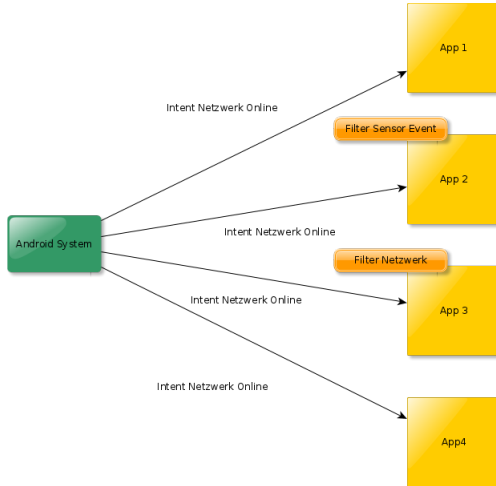 App 1
Intent Netzwerk Online
Filter Sensor Event
App 2
Intent Netzwerk Online
Android System
Filter Netzwerk
Intent Netzwerk Online
App 3
Intent Netzwerk Online
App4